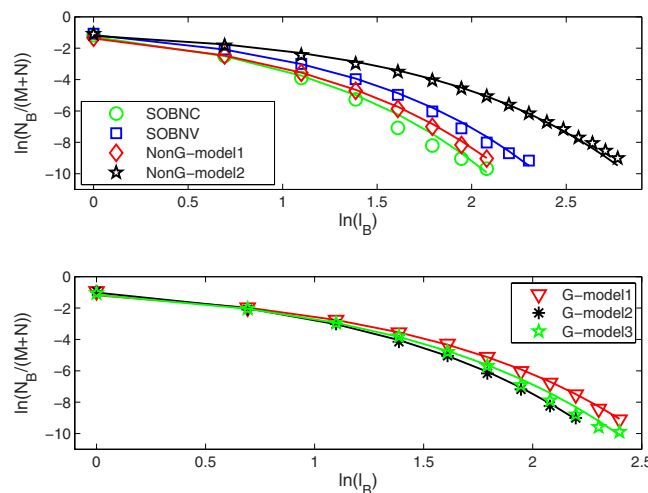 0
−2
−4
−6
−8
−10
ln(N_B/(M+N))
SOBNC
SOBNV
NonG-model1
NonG-model2
0 0.5 1 1.5 2 2.5
ln(l_B)
0
−2
−4
−6
−8
−10
ln(N_B/(M+N))
G-model1
G-model2
G-model3
0 0.5 1 1.5 2 2.5
ln(l_B)